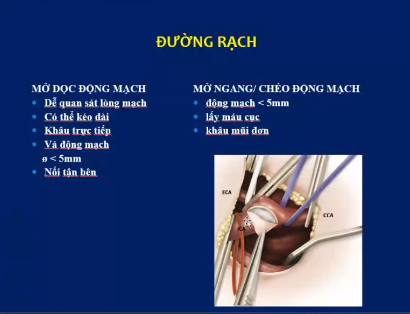 ĐƯỜNG RẠCH
MỞ DỌC ĐỘNG MẠCH
Dễ quan sát lòng mạch
Có thể kéo dài
Khâu trực tiếp
Vá động mạch
ø < 5mm
Nối tận bên
MỞ NGANG/ CHÉO ĐỘNG MẠCH
động mạch < 5mm
lấy máu cục
khâu mũi đơn
ECA
CCA
ICA